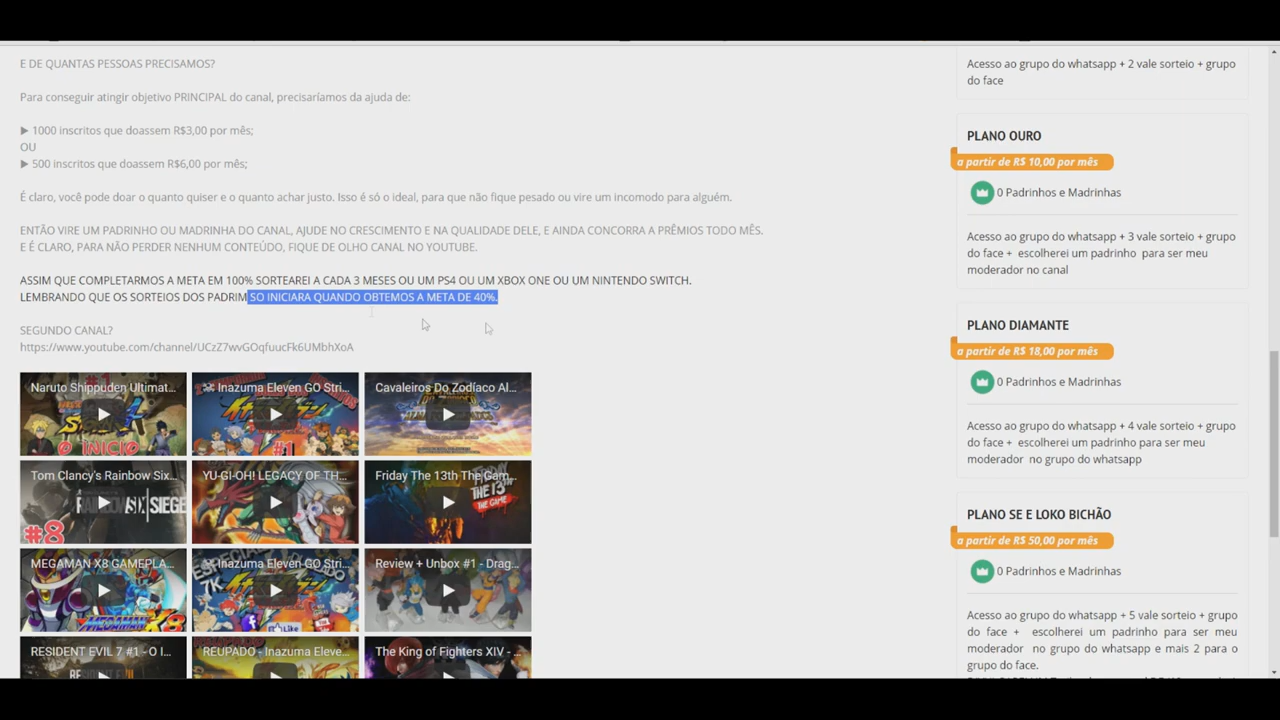 E DE QUANTAS PESSOAS PRECISAMOS?
Para conseguir atingir objetivo PRINCIPAL do canal, precisaríamos da ajuda de:
▶ 1000 inscritos que doassem R$3,00 por mês;
OU
▶ 500 inscritos que doassem R$6,00 por mês;
É claro, você pode doar o quanto quiser e o quanto achar justo. Isso é só o ideal, para que não fique pesado ou vire um incomodo para alguém.
ENTÃO VIRE UM PADRINHO OU MADRINHA DO CANAL, AJUDE NO CRESCIMENTO E NA QUALIDADE DELE, E AINDA CONCORRA A PRÊMIOS TODO MÊS.
E É CLARO, PARA NÃO PERDER NENHUM CONTEÚDO, FIQUE DE OLHO CANAL NO YOUTUBE.
ASSIM QUE COMPLETARMOS A META EM 100% SORTEAREI A CADA 3 MESES OU UM PS4 OU UM XBOX ONE OU UM NINTENDO SWITCH.
LEMBRANDO QUE OS SORTEIOS DOS PADRIM SO INICIARA QUANDO OBTEMOS A META DE 40%.
SEGUNDO CANAL?
https://www.youtube.com/channel/UCzZ7wvGOqfuucFk6UMbhXoA
Naruto Shippuden Ultimat...
O INÍCIO
Inazuma Eleven GO Stri...
#1
Cavaleiros Do Zodíaco Al...
Tom Clancy's Rainbow Six...
RAINBOW SIX SIEGE
#8
YU-GI-OH! LEGACY OF TH...
Friday The 13th The Gam...
THE 13TH
THE GAME
MEGAMAN X8 GAMEPLA...
MEGAMAN X8
Inazuma Eleven GO Stri...
7K
Like
Review + Unbox #1 - Drag...
RESIDENT EVIL 7 #1 - O I...
REUPADO - Inazuma Eleve...
The King of Fighters XIV - ...
Acesso ao grupo do whatsapp + 2 vale sorteio + grupo
do face
PLANO OURO
a partir de R$ 10,00 por mês
0 Padrinhos e Madrinhas
Acesso ao grupo do whatsapp + 3 vale sorteio + grupo
do face + escolherei um padrinho para ser meu
moderador no canal
PLANO DIAMANTE
a partir de R$ 18,00 por mês
0 Padrinhos e Madrinhas
Acesso ao grupo do whatsapp + 4 vale sorteio + grupo
do face + escolherei um padrinho para ser meu
moderador no grupo do whatsapp
PLANO SE E LOKO BICHÃO
a partir de R$ 50,00 por mês
0 Padrinhos e Madrinhas
Acesso ao grupo do whatsapp + 5 vale sorteio + grupo
do face + escolherei um padrinho para ser meu
moderador no grupo do whatsapp e mais 2 para o
grupo do face.